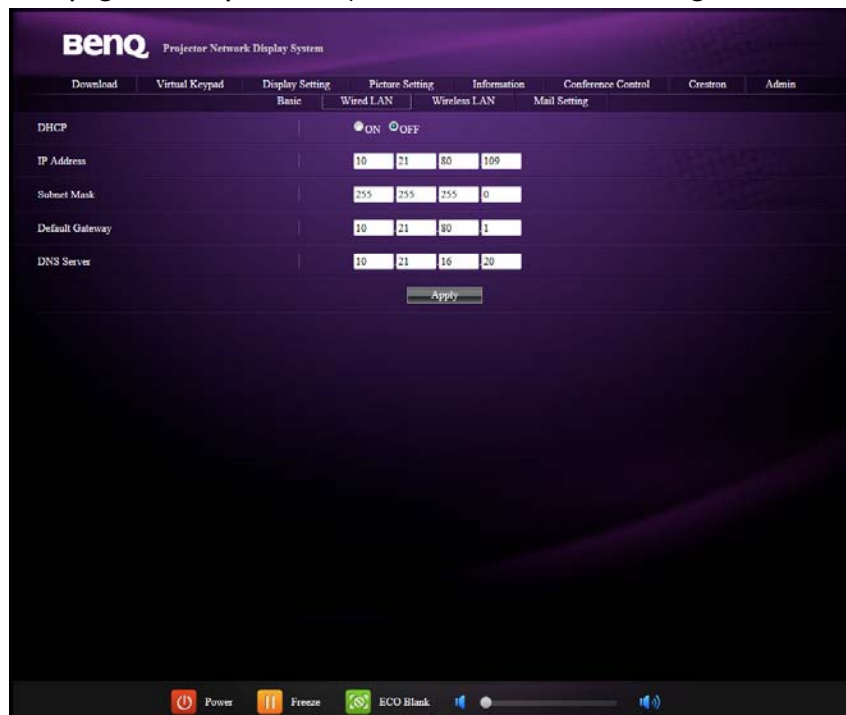 BenQ Projector Network Display System
Download Virtual Keypad Display Setting Picture Setting Information Conference Control Crestron Admin
Basic Wired LAN Wireless LAN Mail Setting
DHCP ON OFF
IP Address 10 21 80 109
Subnet Mask 255 255 255 0
Default Gateway 10 21 80 1
DNS Server 10 21 16 20
Apply
Power Freeze ECO Blank